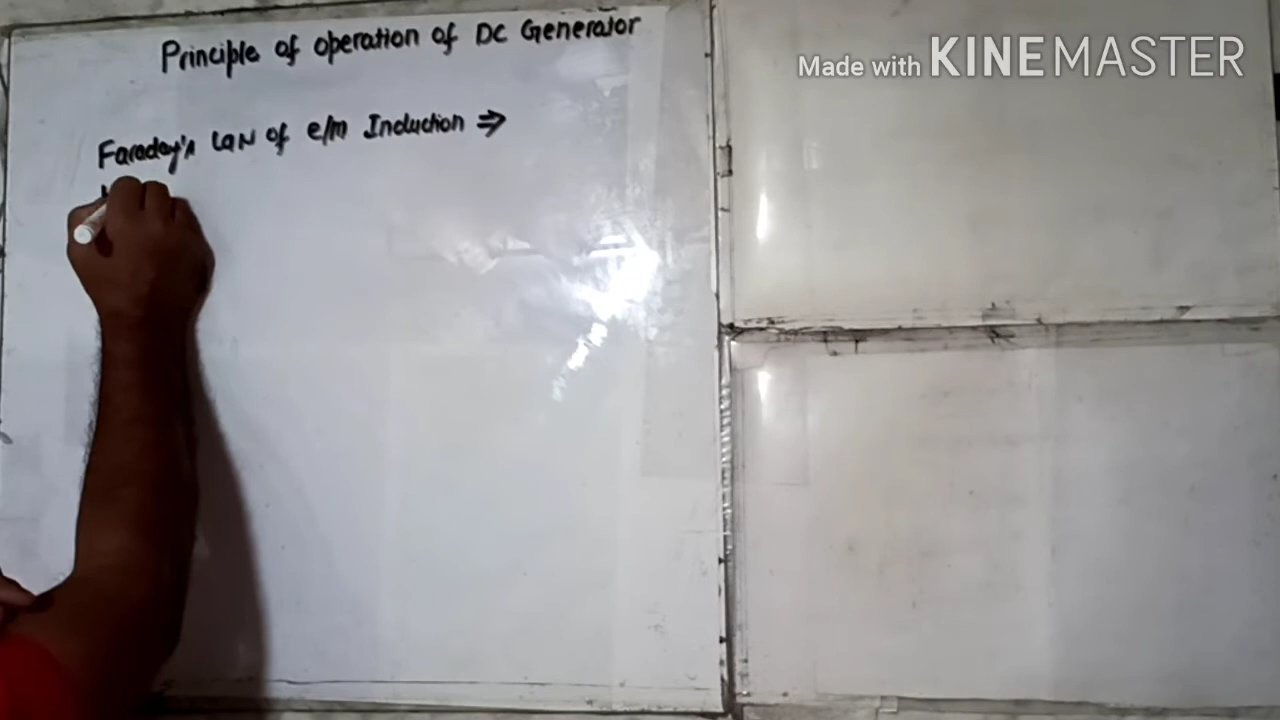 Principle of operation of DC Generator
Made with KINEMASTER
Faraday's law of e/m Induction ⇒